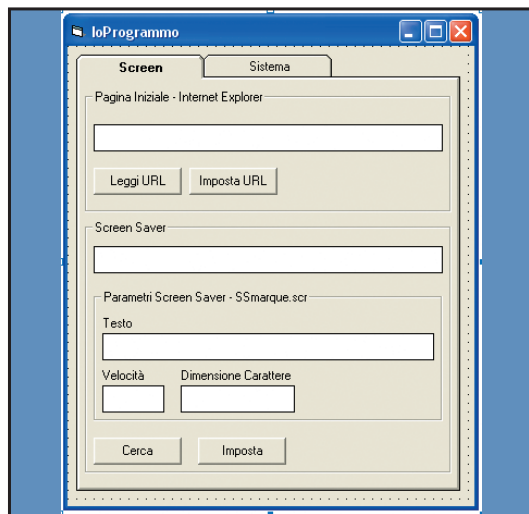 IoProgrammo
Screen Sistema
Pagina Iniziale - Internet Explorer
Leggi URL Imposta URL
Screen Saver
Parametri Screen Saver - SSmarque.scr
Testo
Velocità Dimensione Carattere
Cerca Imposta